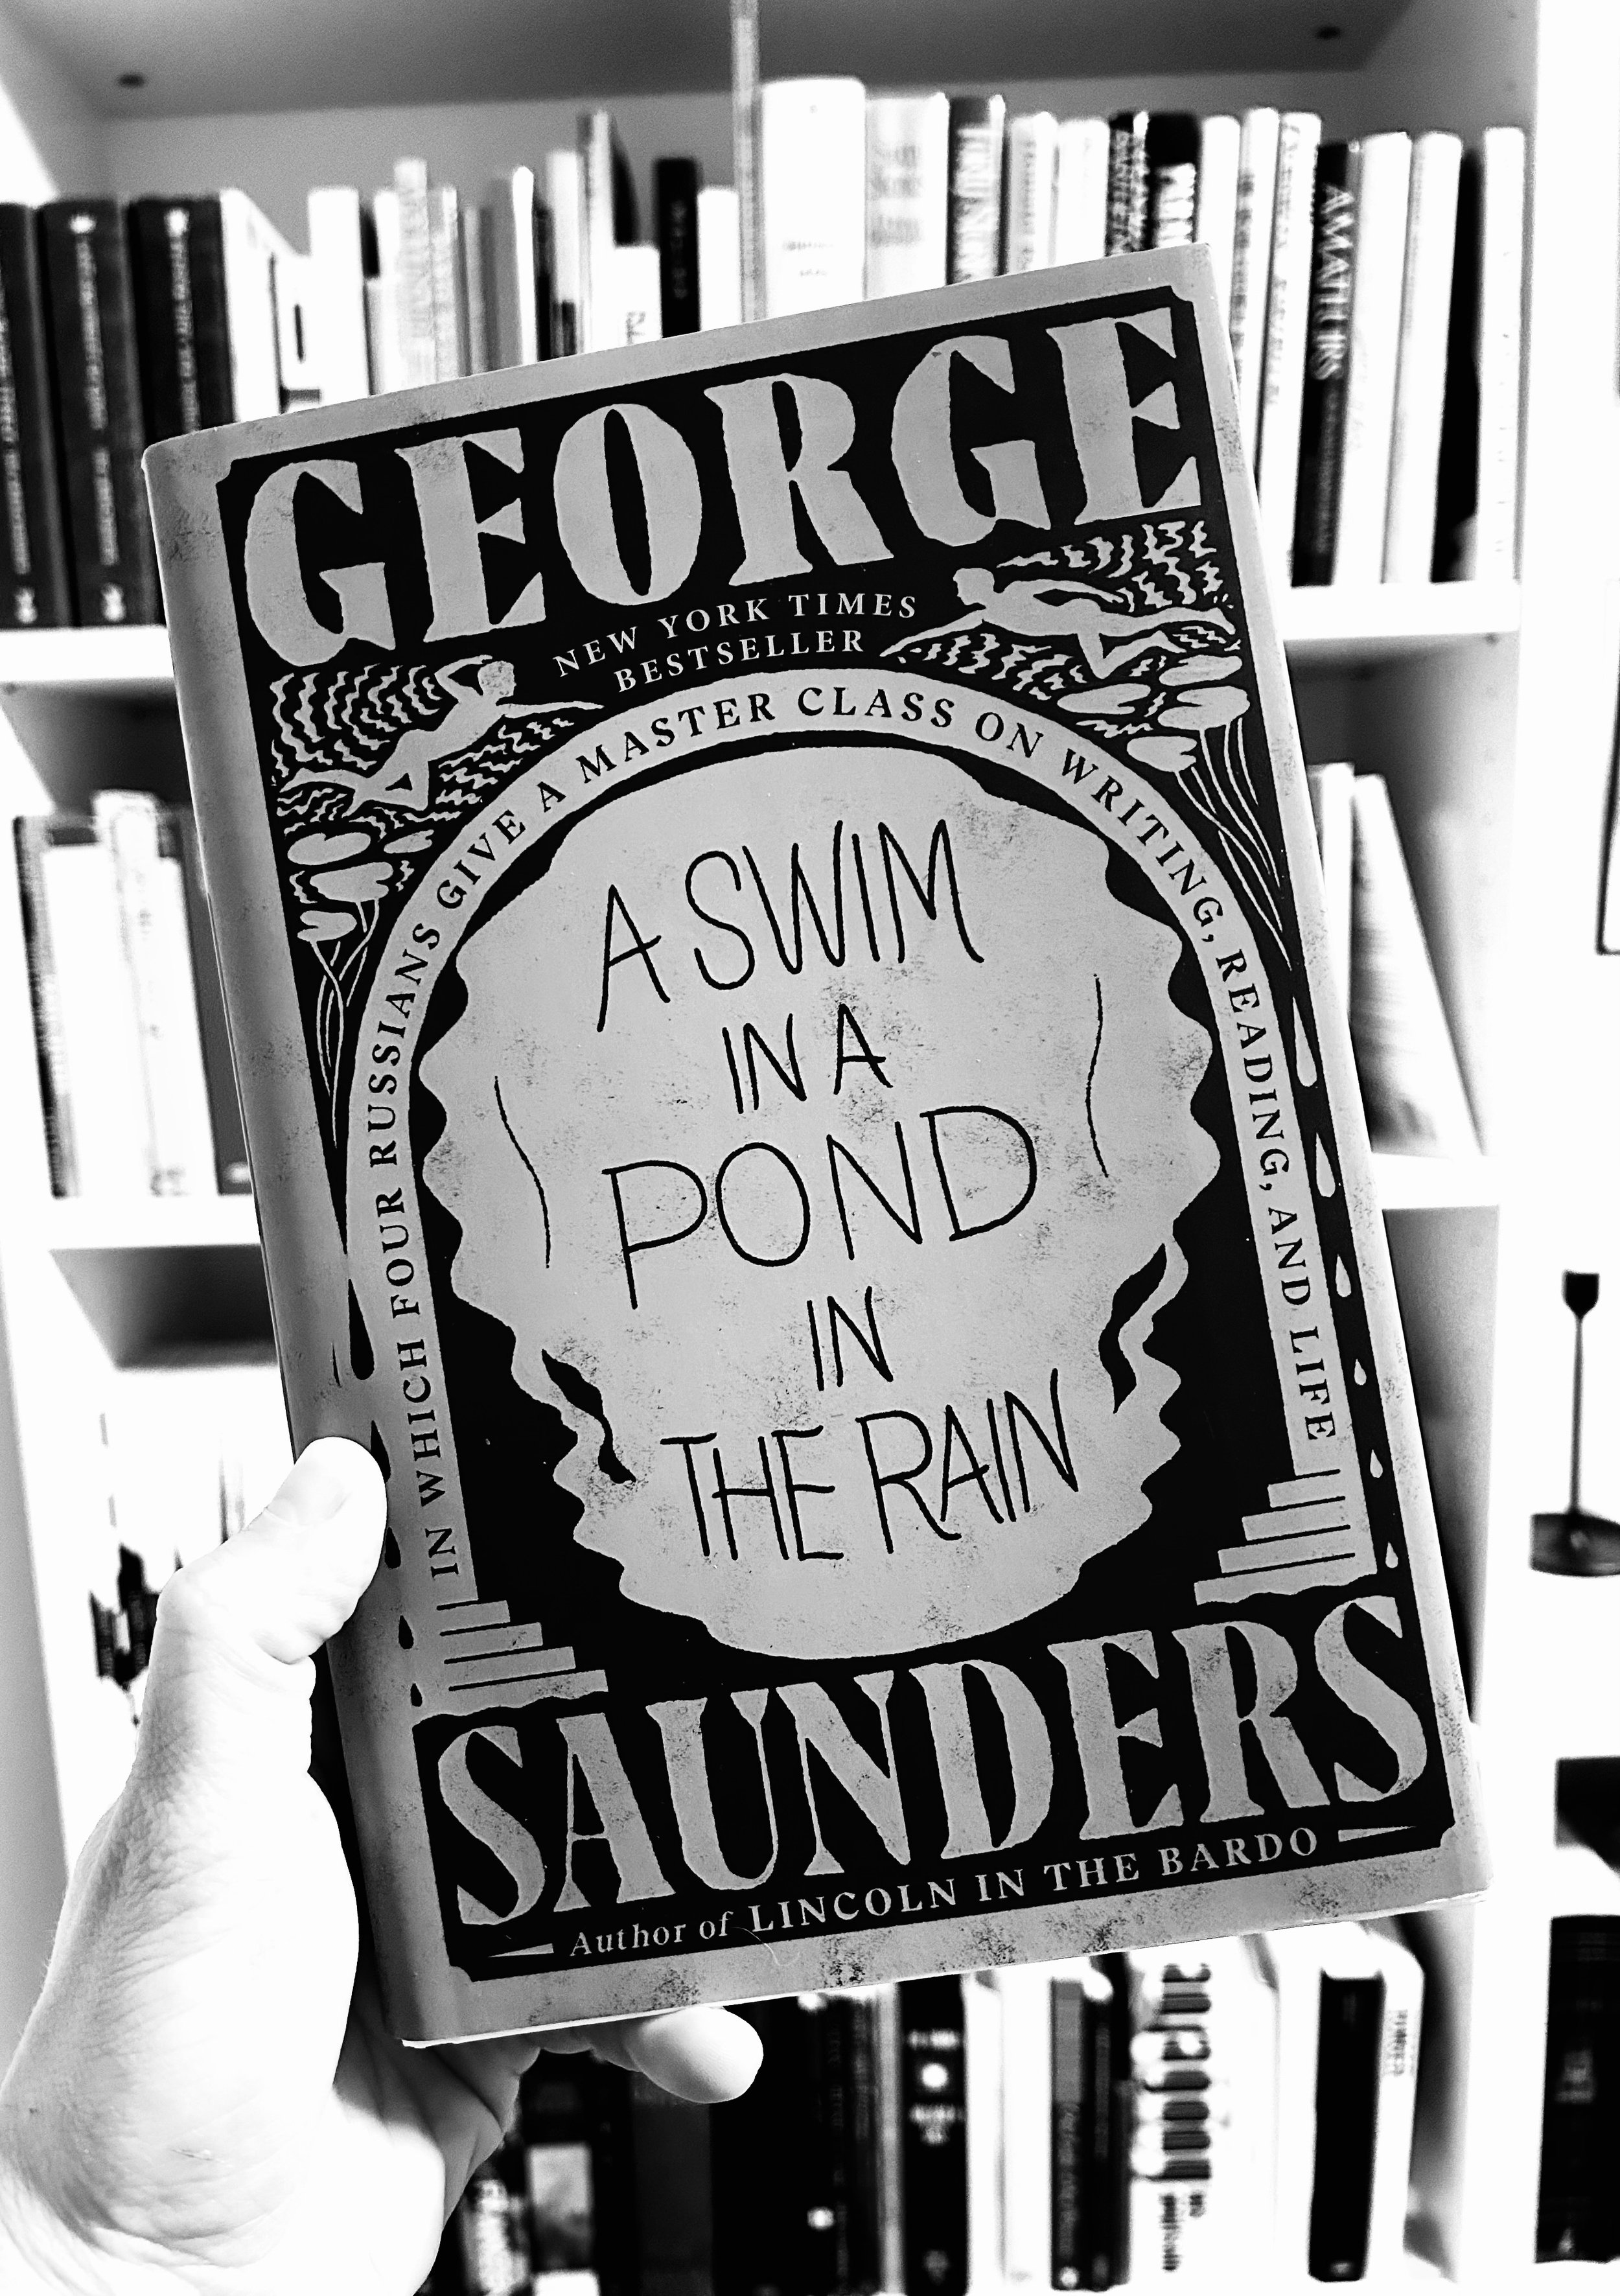 GEORGE
NEW YORK TIMES
BESTSELLER
IN WHICH FOUR RUSSIANS GIVE A MASTER CLASS ON WRITING, READING, AND LIFE
A SWIM
IN A
POND
IN
THE RAIN
SAUNDERS
Author of LINCOLN IN THE BARDO
AMATEURS